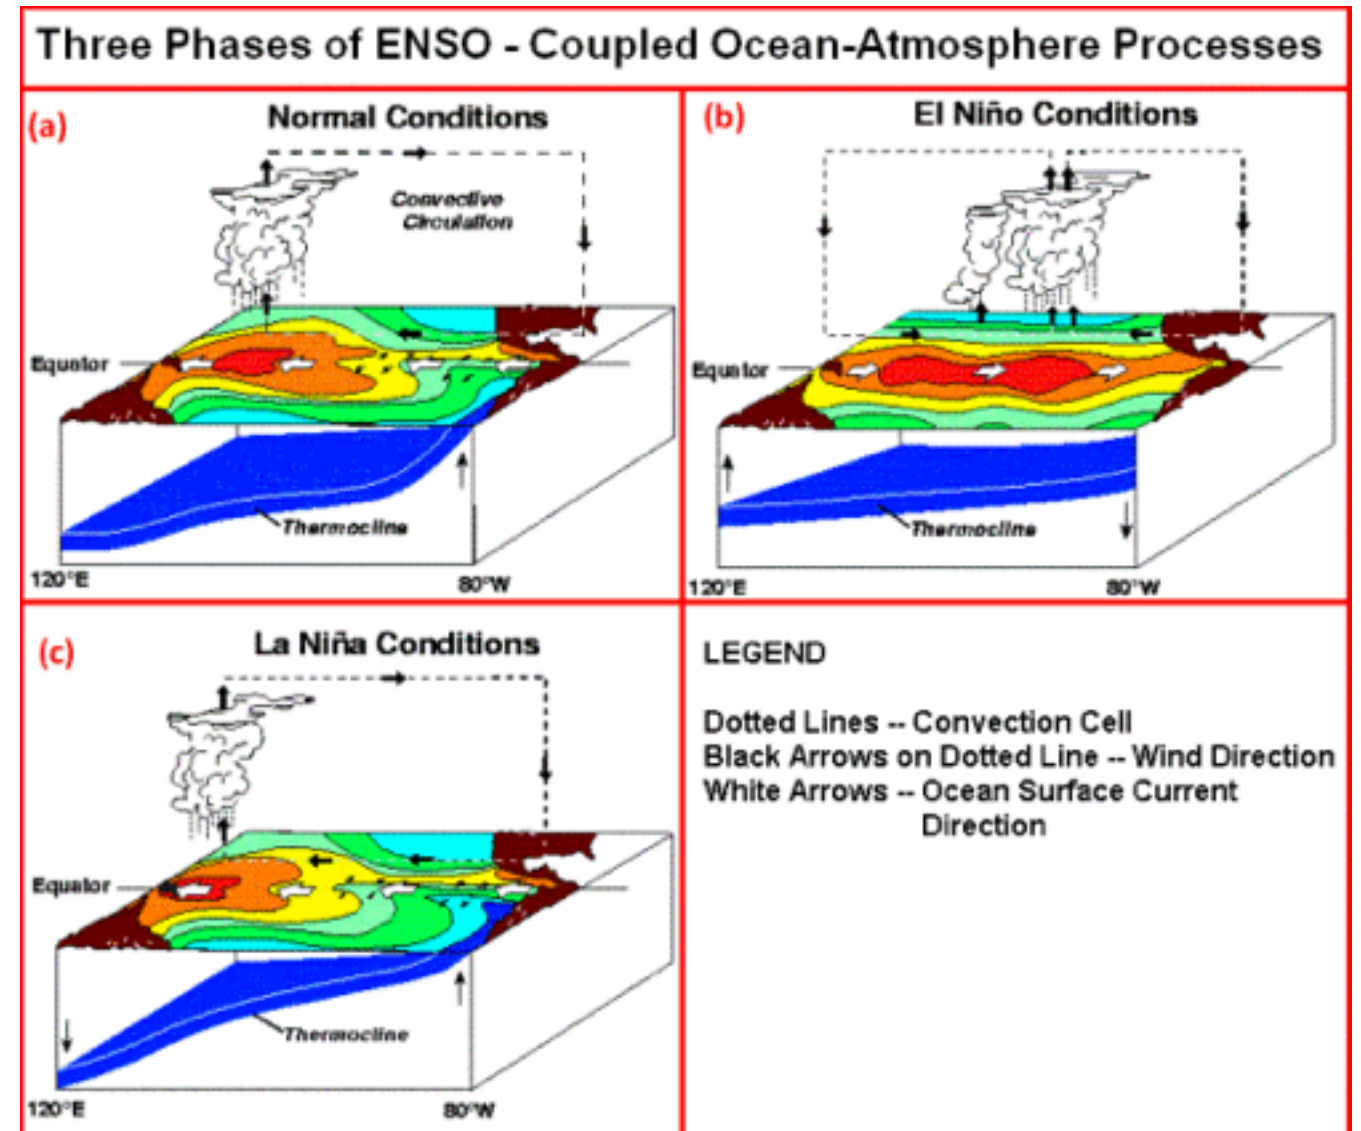 Three Phases of ENSO - Coupled Ocean-Atmosphere Processes
(a)
Normal Conditions
Convective
Circulation
Equator
Thermocline
120°E
80°W
(b)
El Niño Conditions
Equator
Thermocline
120°E
80°W
(c)
La Niña Conditions
Equator
Thermocline
120°E
80°W
LEGEND
Dotted Lines -- Convection Cell
Black Arrows on Dotted Line -- Wind Direction
White Arrows -- Ocean Surface Current
Direction